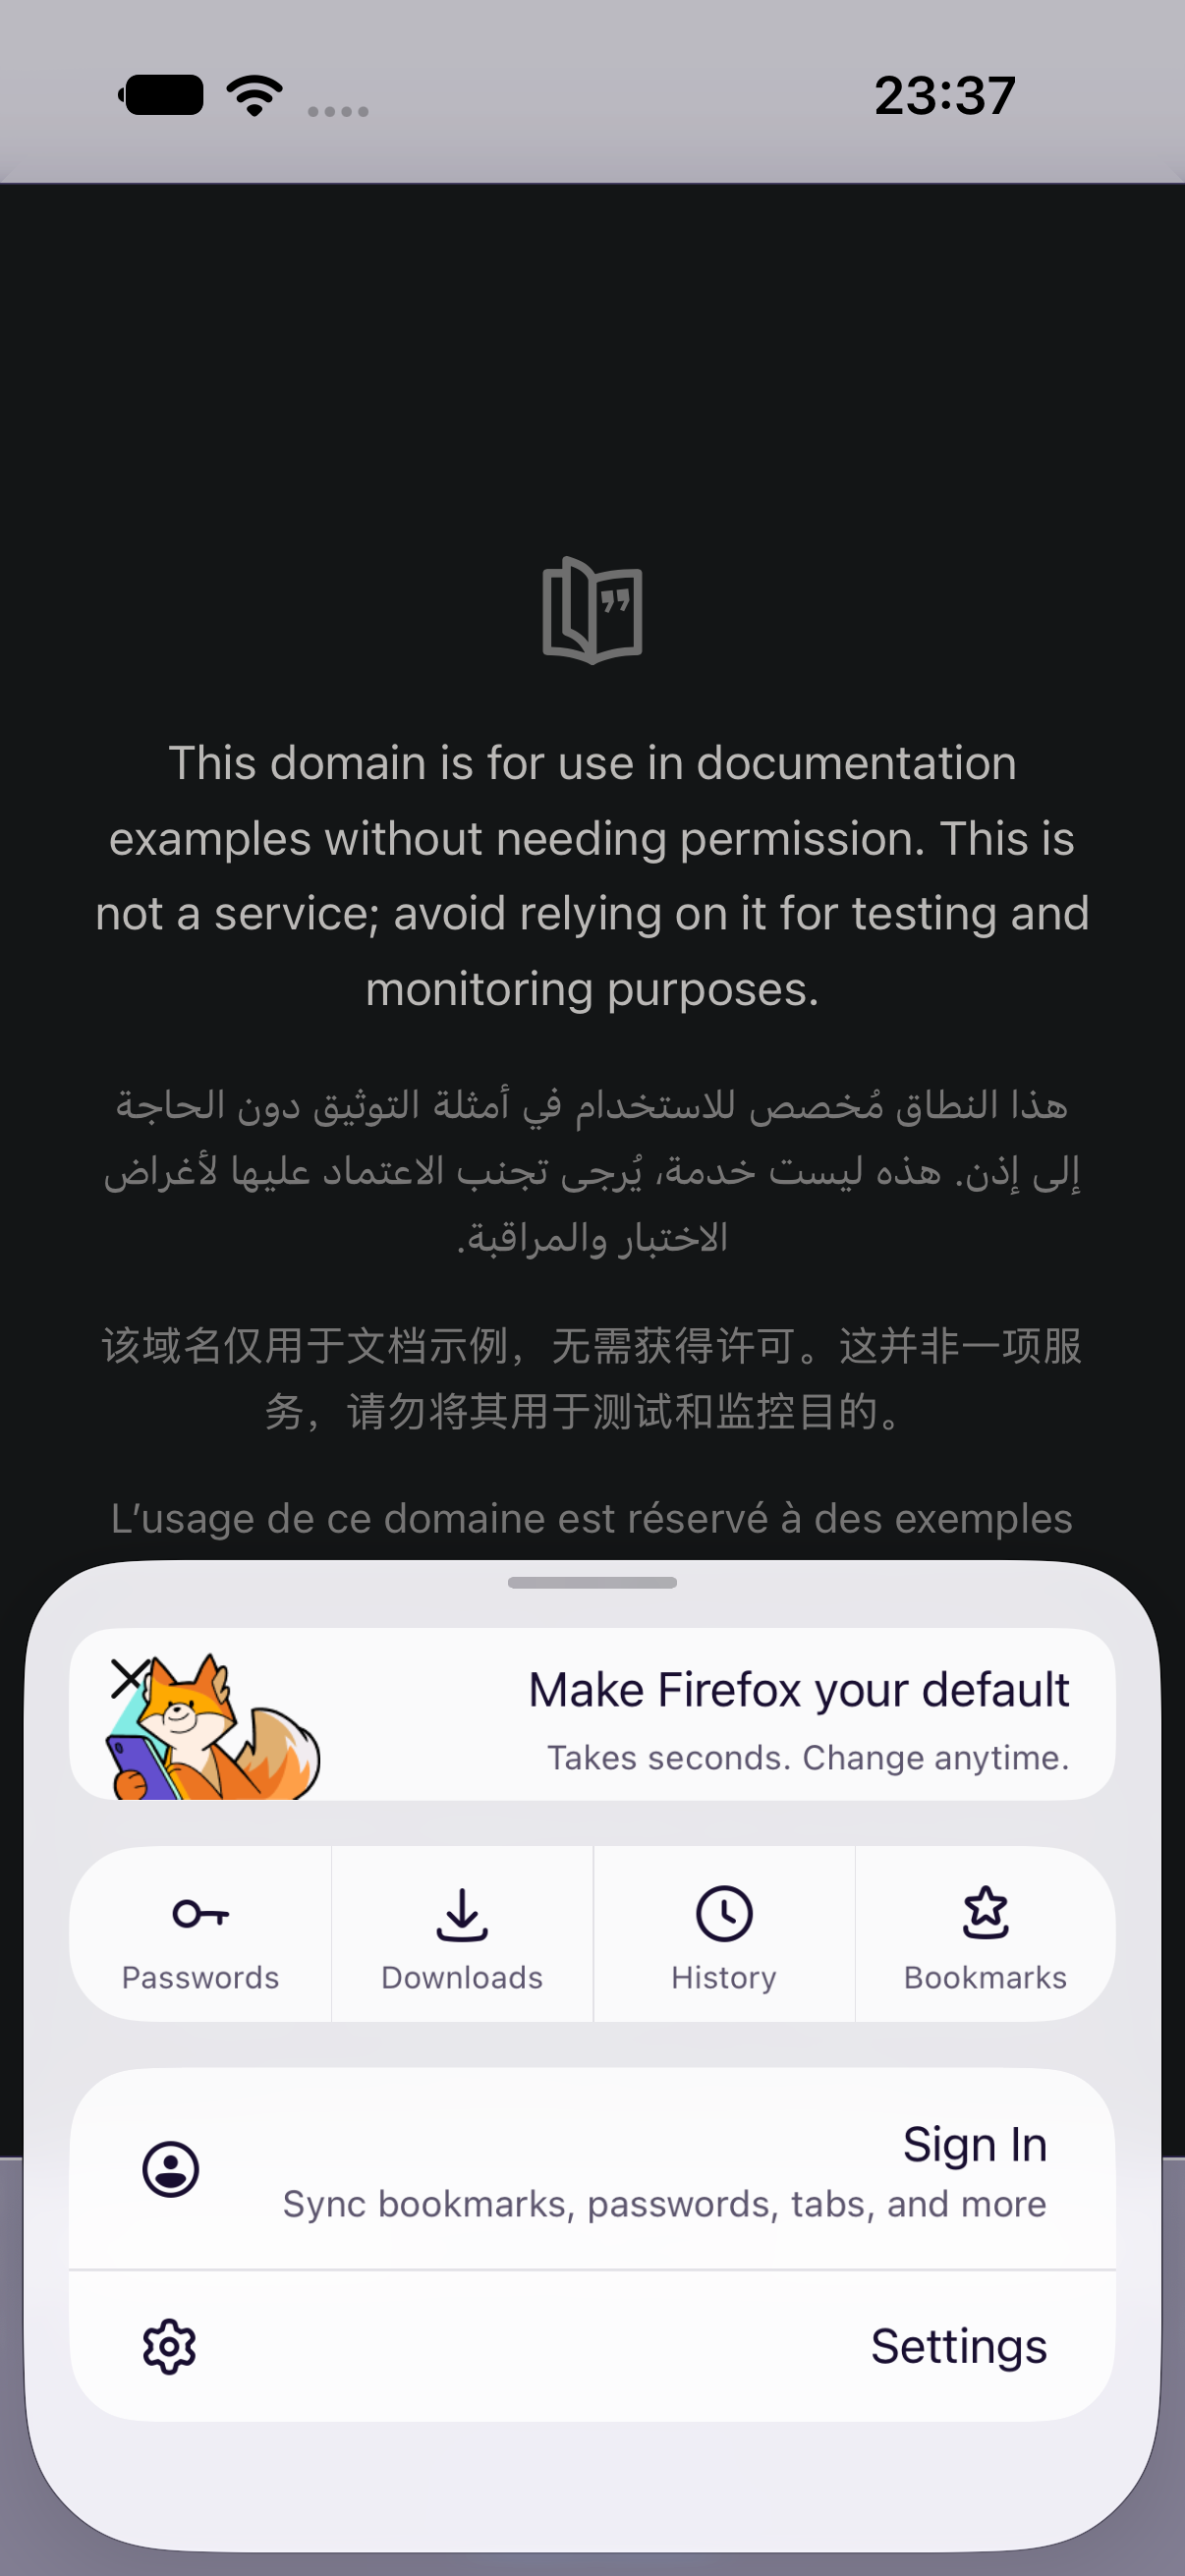 23:37
This domain is for use in documentation
examples without needing permission. This is
not a service; avoid relying on it for testing and
monitoring purposes.
هذا النطاق مُخصص للاستخدام في أمثلة التوثيق دون الحاجة
إلى إذن. هذه ليست خدمة، يُرجى تجنب الاعتماد عليها لأغراض
الاختبار والمراقبة.
该域名仅用于文档示例，无需获得许可。这并非一项服
务，请勿将其用于测试和监控目的。
L’usage de ce domaine est réservé à des exemples
Make Firefox your default
Takes seconds. Change anytime.
Passwords
Downloads
History
Bookmarks
Sign In
Sync bookmarks, passwords, tabs, and more
Settings